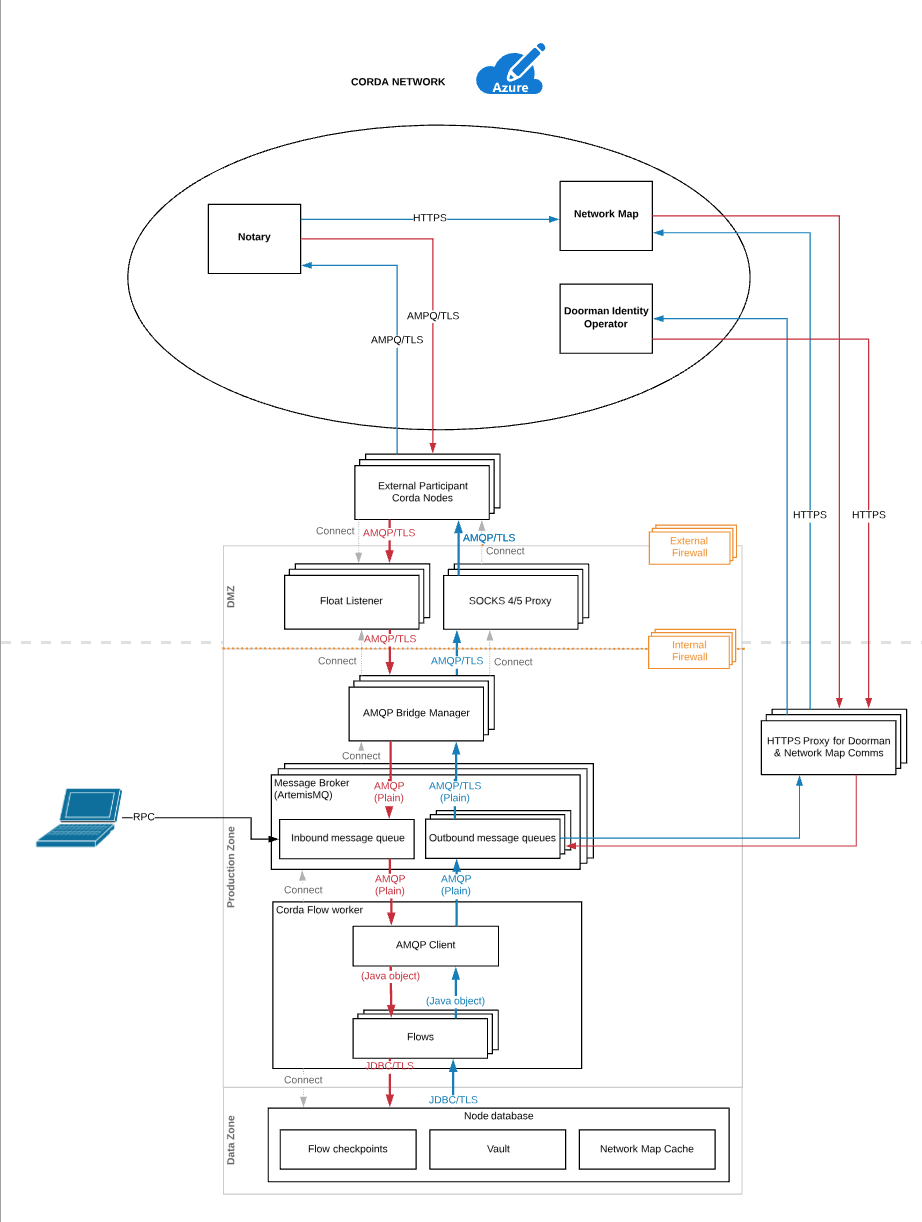 CORDA NETWORK
Azure
Notary
HTTPS
Network Map
Doorman Identity
Operator
AMPQ/TLS
AMPQ/TLS
External Participant
Corda Nodes
HTTPS
HTTPS
Connect
AMQP/TLS
AMQP/TLS
Connect
External
Firewall
DMZ
Float Listener
SOCKS 4/5 Proxy
AMQP/TLS
Connect
AMQP/TLS
Connect
Internal
Firewall
AMQP Bridge Manager
HTTPS Proxy for Doorman
& Network Map Comms
Connect
Message Broker
(ArtemisMQ)
AMQP
(Plain)
AMQP/TLS
(Plain)
RPC
Inbound message queue
Outbound message queues
Production Zone
Connect
AMQP
(Plain)
AMQP
(Plain)
Corda Flow worker
AMQP Client
(Java object)
(Java object)
Flows
JDBC/TLS
Connect
JDBC/TLS
Data Zone
Node database
Flow checkpoints
Vault
Network Map Cache